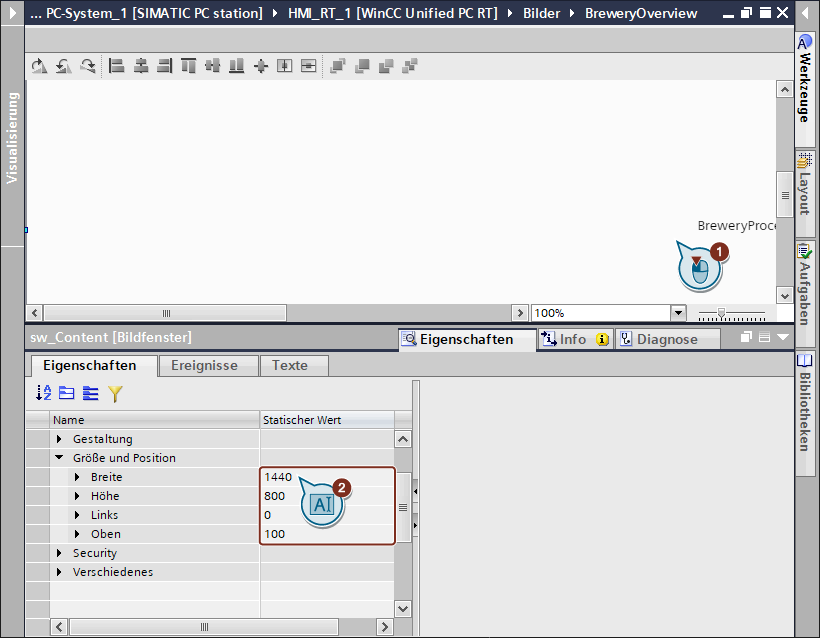 ... PC-System_1 [SIMATIC PC station] HMI_RT_1 [WinCC Unified PC RT] Bilder BreweryOverview
Visualisierung
Werkzeuge
Layout
Aufgaben
Bibliotheken
BreweryProce
1
100%
sw_Content [Bildfenster]
Eigenschaften Info Diagnose
Eigenschaften Ereignisse Texte
Name Statischer Wert
Gestaltung
Größe und Position
Breite 1440
Höhe 800
Links 0
Oben 100
2
AI
Security
Verschiedenes